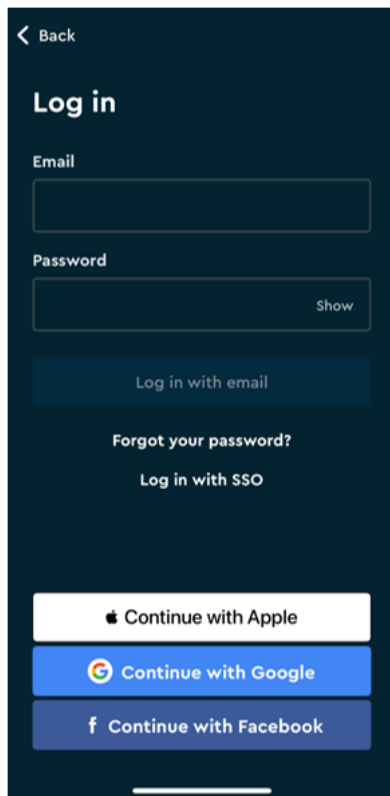 Back
Log in
Email
Password
Show
Log in with email
Forgot your password?
Log in with SSO
Continue with Apple
Continue with Google
Continue with Facebook